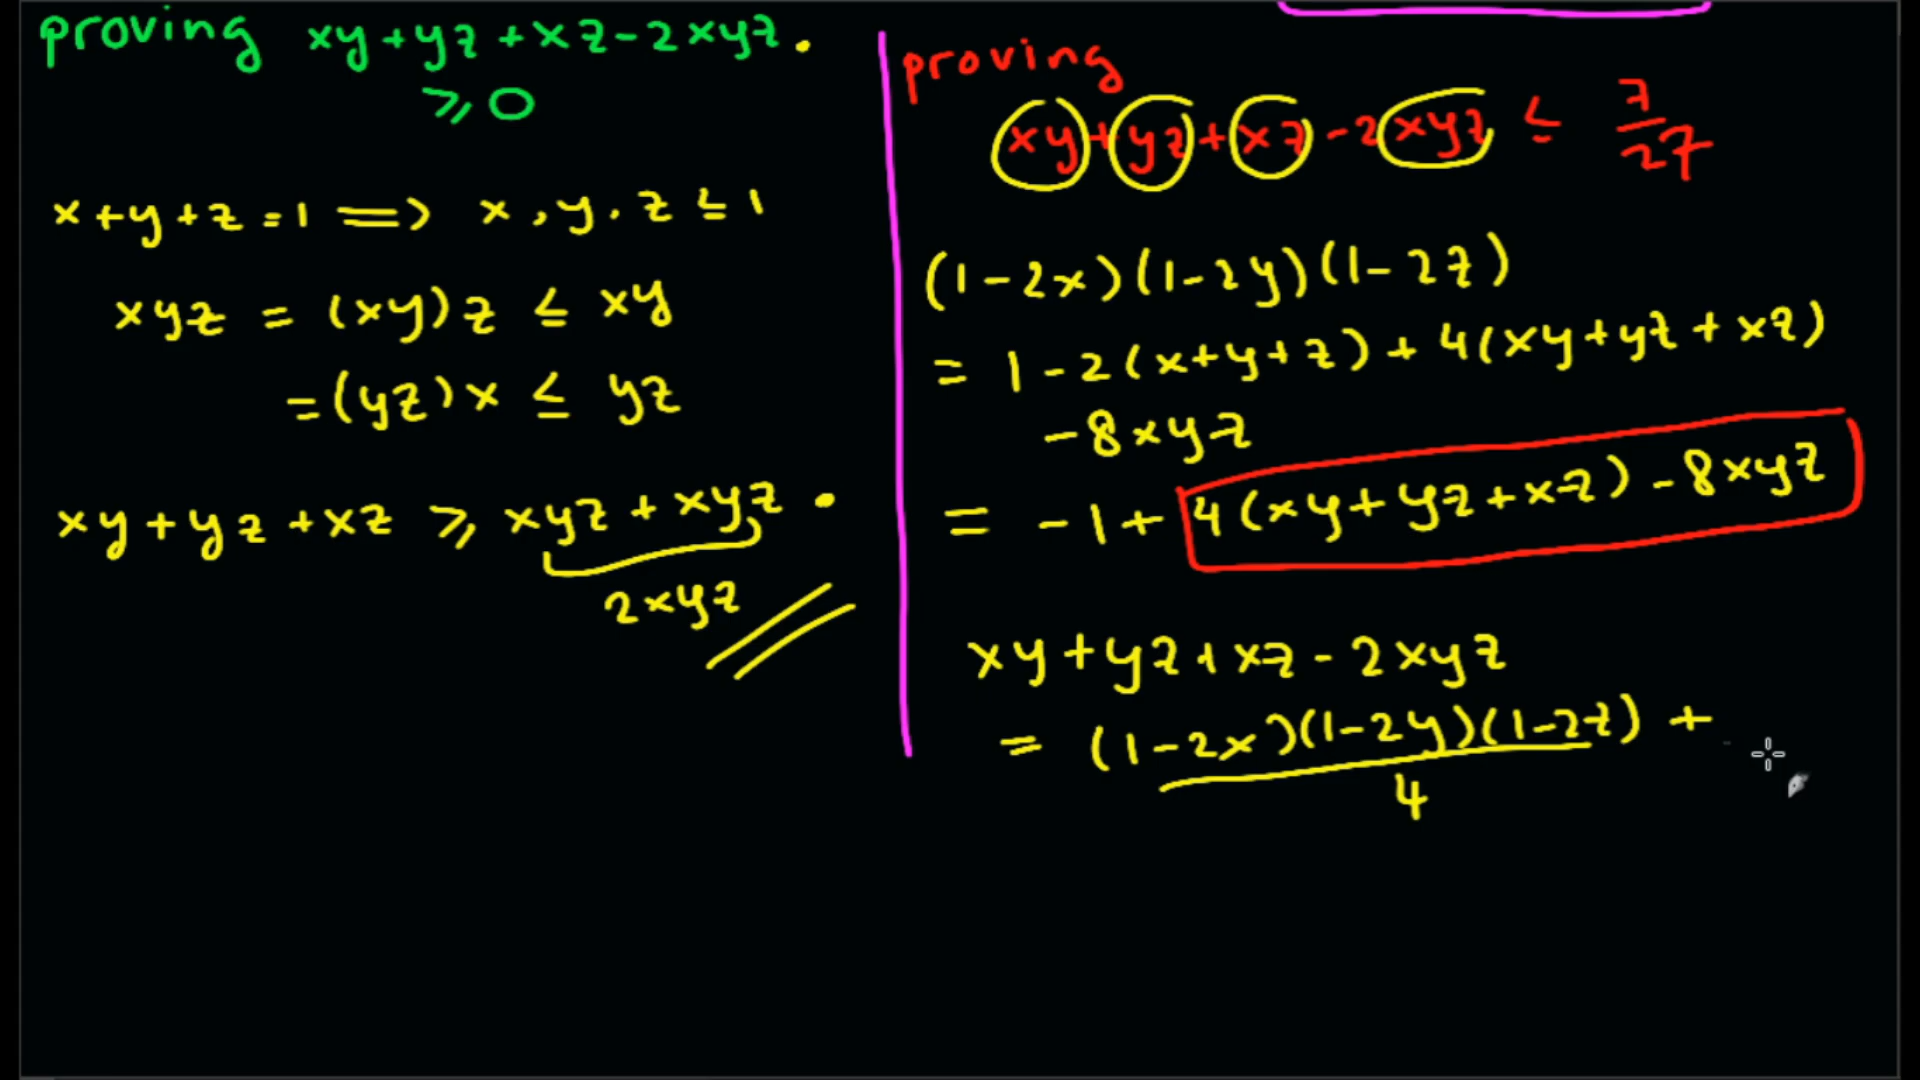 proving xy+yz+xz-2xyz.
≥ 0
x+y+z=1 => x,y,z ≤ 1
xyz = (xy)z ≤ xy
=(yz)x ≤ yz
xy+yz+xz ≥ xyz + xyz.
2xyz
proving
xy+yz+xz-2xyz ≤ 7/27
(1-2x)(1-2y)(1-2z)
= 1-2(x+y+z)+4(xy+yz+xz)
-8xyz
= -1+4(xy+yz+xz)-8xyz
xy+yz+xz-2xyz
= (1-2x)(1-2y)(1-2z) +
4